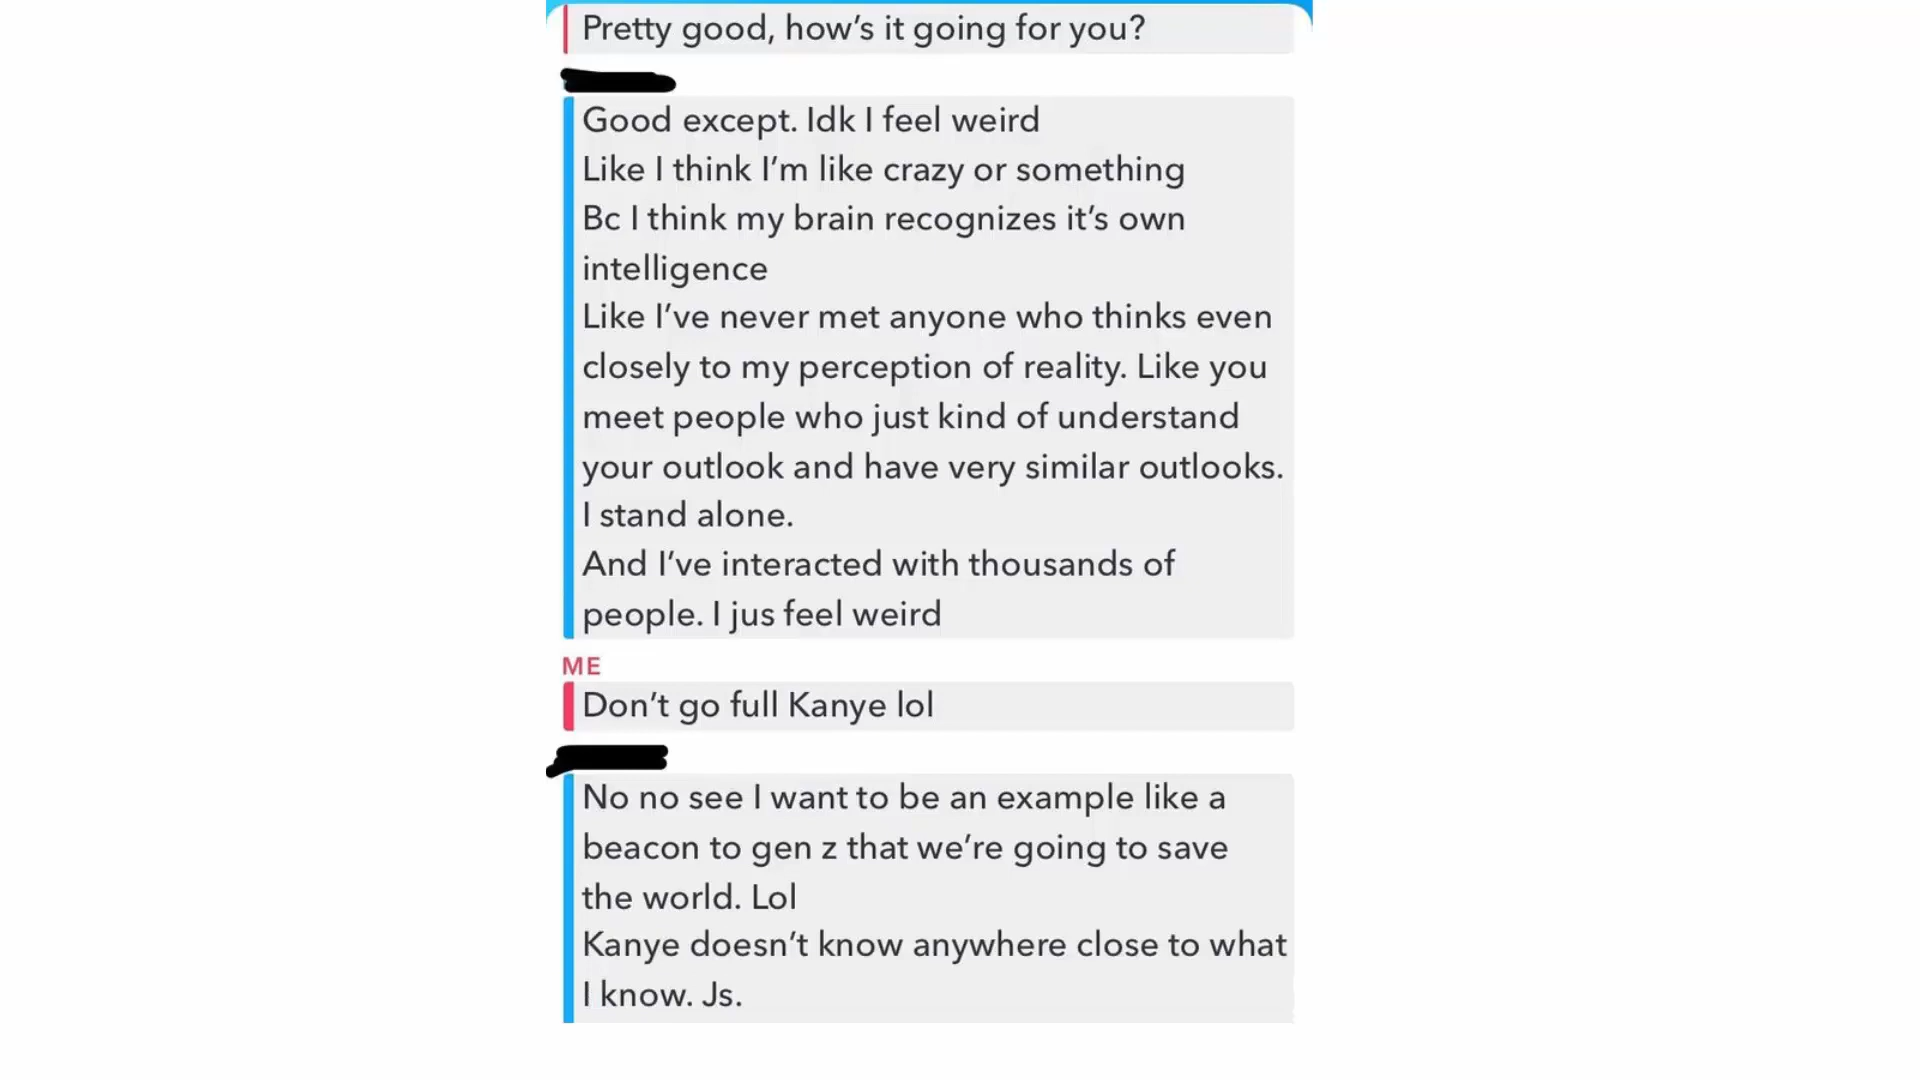 Pretty good, how's it going for you?
Good except. Idk I feel weird
Like I think I'm like crazy or something
Bc I think my brain recognizes it's own
intelligence
Like I've never met anyone who thinks even
closely to my perception of reality. Like you
meet people who just kind of understand
your outlook and have very similar outlooks.
I stand alone.
And I've interacted with thousands of
people. I jus feel weird
ME
Don't go full Kanye lol
No no see I want to be an example like a
beacon to gen z that we're going to save
the world. Lol
Kanye doesn't know anywhere close to what
I know. Js.